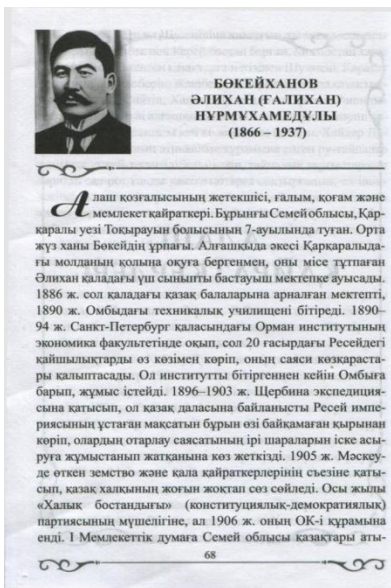 БӨКЕЙХАНОВ
ӘЛИХАН (ҒАЛИХАН)
НҰРМҰХАМЕДҰЛЫ
(1866 – 1937)
Алаш қозғалысының жетекшісі, ғалым, қоғам және
мемлекет қайраткері. Бұрынғы Семей облысы, Қар-
қаралы уезі Тоқырауын болысының 7-ауылында туған. Орта
жүз ханы Бөкейдің ұрпағы. Алғашқыда әкесі Қарқаралыда-
ғы молданың қолына оқуға бергенмен, оны місе тұтпаған
Әлихан қаладағы үш сыныпты бастауыш мектепке ауысады.
1886 ж. сол қаладағы қазақ балаларына арналған мектепті,
1890 ж. Омбыдағы техникалық училищені бітіреді. 1890–
94 ж. Санкт-Петербург қаласындағы Орман институтының
экономика факультетінде оқып, сол 20 ғасырдағы Ресейдегі
қайшылықтарды өз көзімен көріп, оның саяси көзқараста-
ры қалыптасады. Ол институтты бітіргеннен кейін Омбыға
барып, жұмыс істейді. 1896–1903 ж. Щербина экспедиция-
сына қатысып, ол қазақ даласына байланысты Ресей импе-
риясының ұстаған мақсатын бұрын өзі байқамаған қырынан
көріп, олардың отарлау саясатының ірі шараларын іске асы-
руға жұмыстанып жатқанына көз жеткізді. 1905 ж. Мәскеу-
де өткен земство және қала қайраткерлерінің съезіне қаты-
сып, қазақ халқының жоғын жоқтап сөз сөйледі. Осы жылы
«Халық бостандығы» (конституциялық-демократиялық)
партиясының мүшелігіне, ал 1906 ж. оның ОК-і құрамына
енді. I Мемлекеттік думаға Семей облысы қазақтары аты-
68